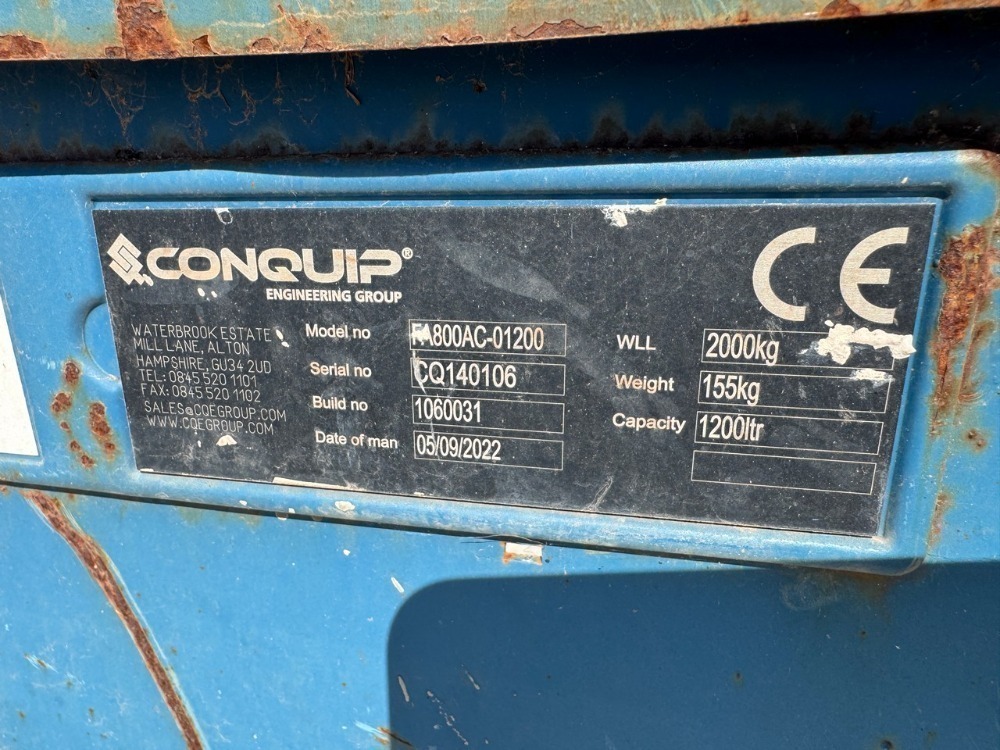 CONQUIP®
ENGINEERING GROUP
CE
WATERBROOK ESTATE
MILL LANE, ALTON
HAMPSHIRE, GU34 2UD
TEL: 0845 520 1101
FAX: 0845 520 1102
SALES@CQEGROUP.COM
WWW.CQEGROUP.COM
Model no FA800AC-01200
Serial no CQ140106
Build no 1060031
Date of man 05/09/2022
WLL 2000kg
Weight 155kg
Capacity 1200ltr